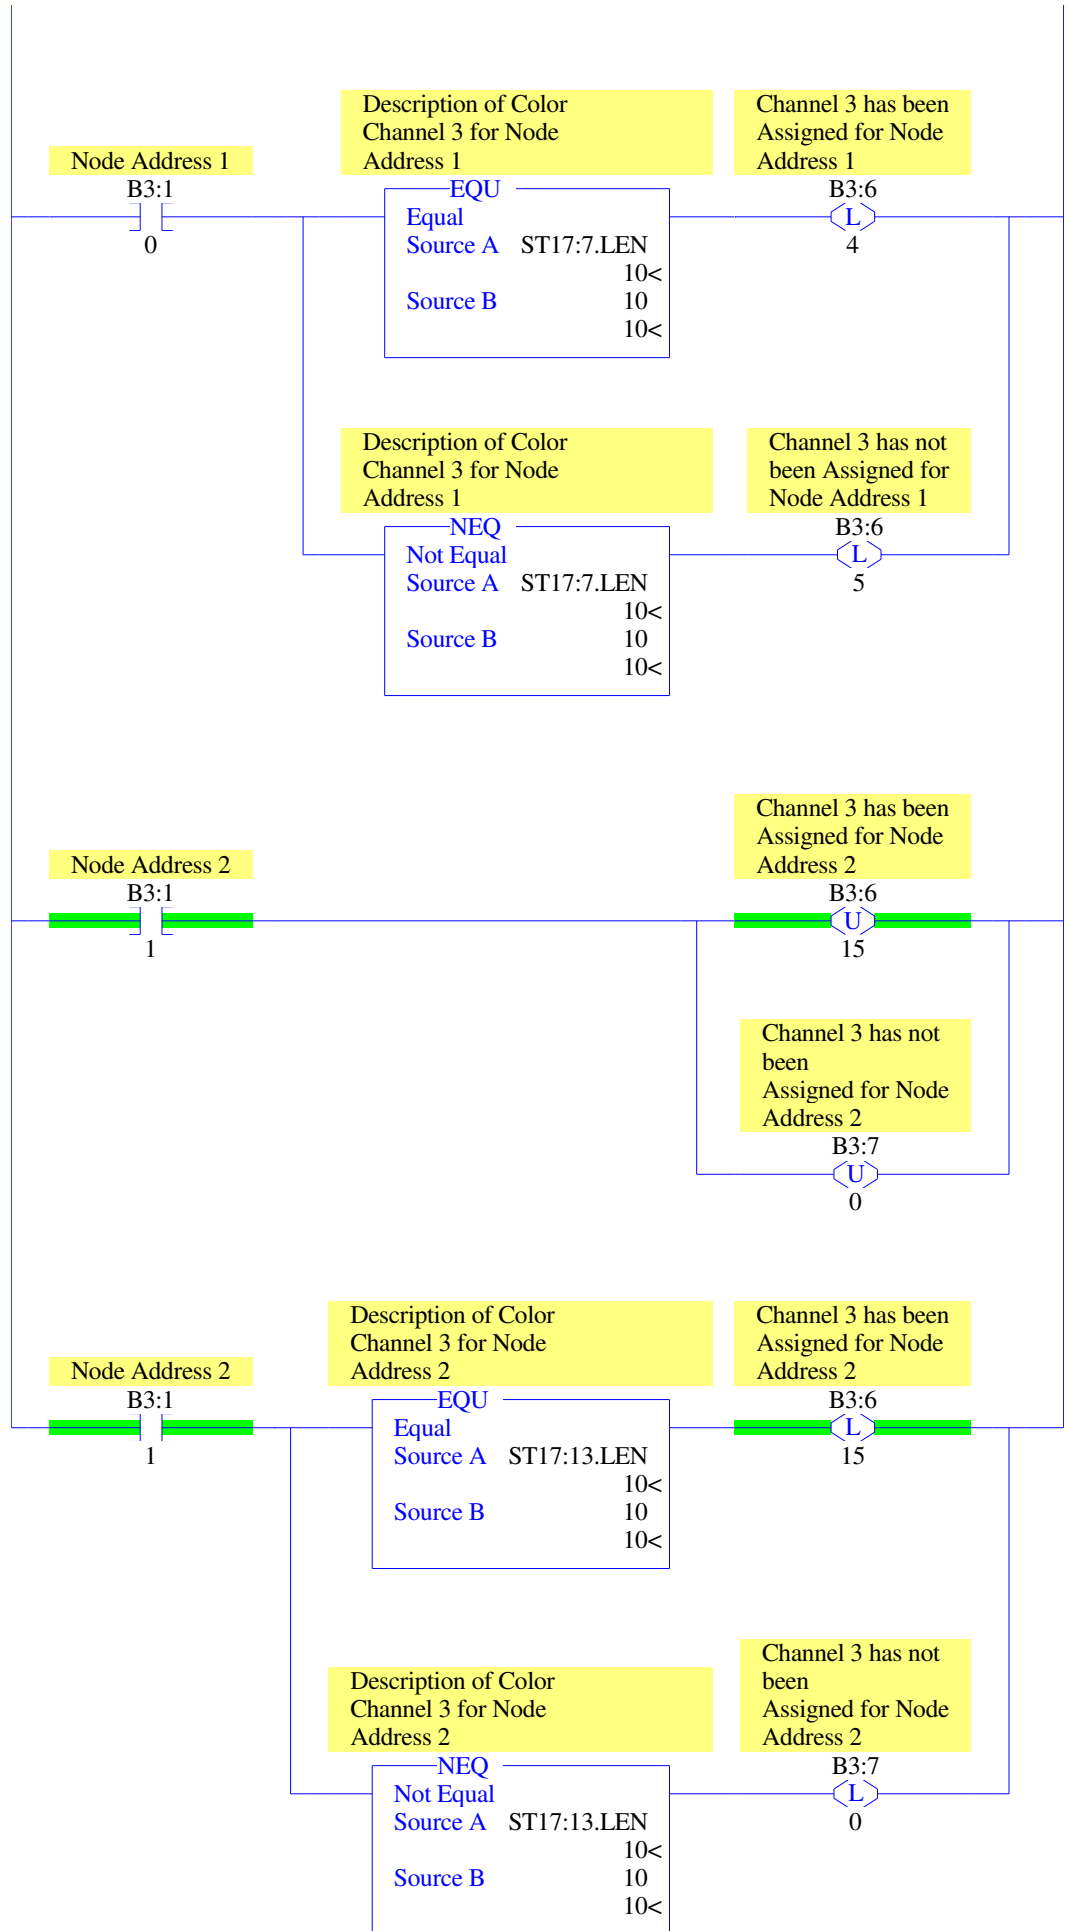 Description of Color
Channel 3 for Node
Address 1
Channel 3 has been
Assigned for Node
Address 1
Node Address 1
B3:1
0
EQU
Equal
Source A ST17:7.LEN
10<
Source B 10
10<
B3:6
L
4
Description of Color
Channel 3 for Node
Address 1
Channel 3 has not
been Assigned for
Node Address 1
NEQ
Not Equal
Source A ST17:7.LEN
10<
Source B 10
10<
B3:6
L
5
Channel 3 has been
Assigned for Node
Address 2
Node Address 2
B3:1
1
B3:6
U
15
Channel 3 has not
been
Assigned for Node
Address 2
B3:7
U
0
Description of Color
Channel 3 for Node
Address 2
Channel 3 has been
Assigned for Node
Address 2
Node Address 2
B3:1
1
EQU
Equal
Source A ST17:13.LEN
10<
Source B 10
10<
B3:6
L
15
Description of Color
Channel 3 for Node
Address 2
Channel 3 has not
been
Assigned for Node
Address 2
NEQ
Not Equal
Source A ST17:13.LEN
10<
Source B 10
10<
B3:7
L
0